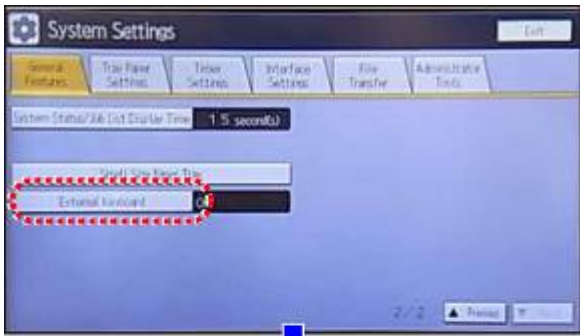 System Settings
Exit
General Features
Tray Paper Settings
Timer Settings
Interface Settings
File Transfer
Administrator Tools
System Status/Job List Display Time
15 second(s)
Small Size Paper Tray
External Keyboard
2/2
▲ Previous